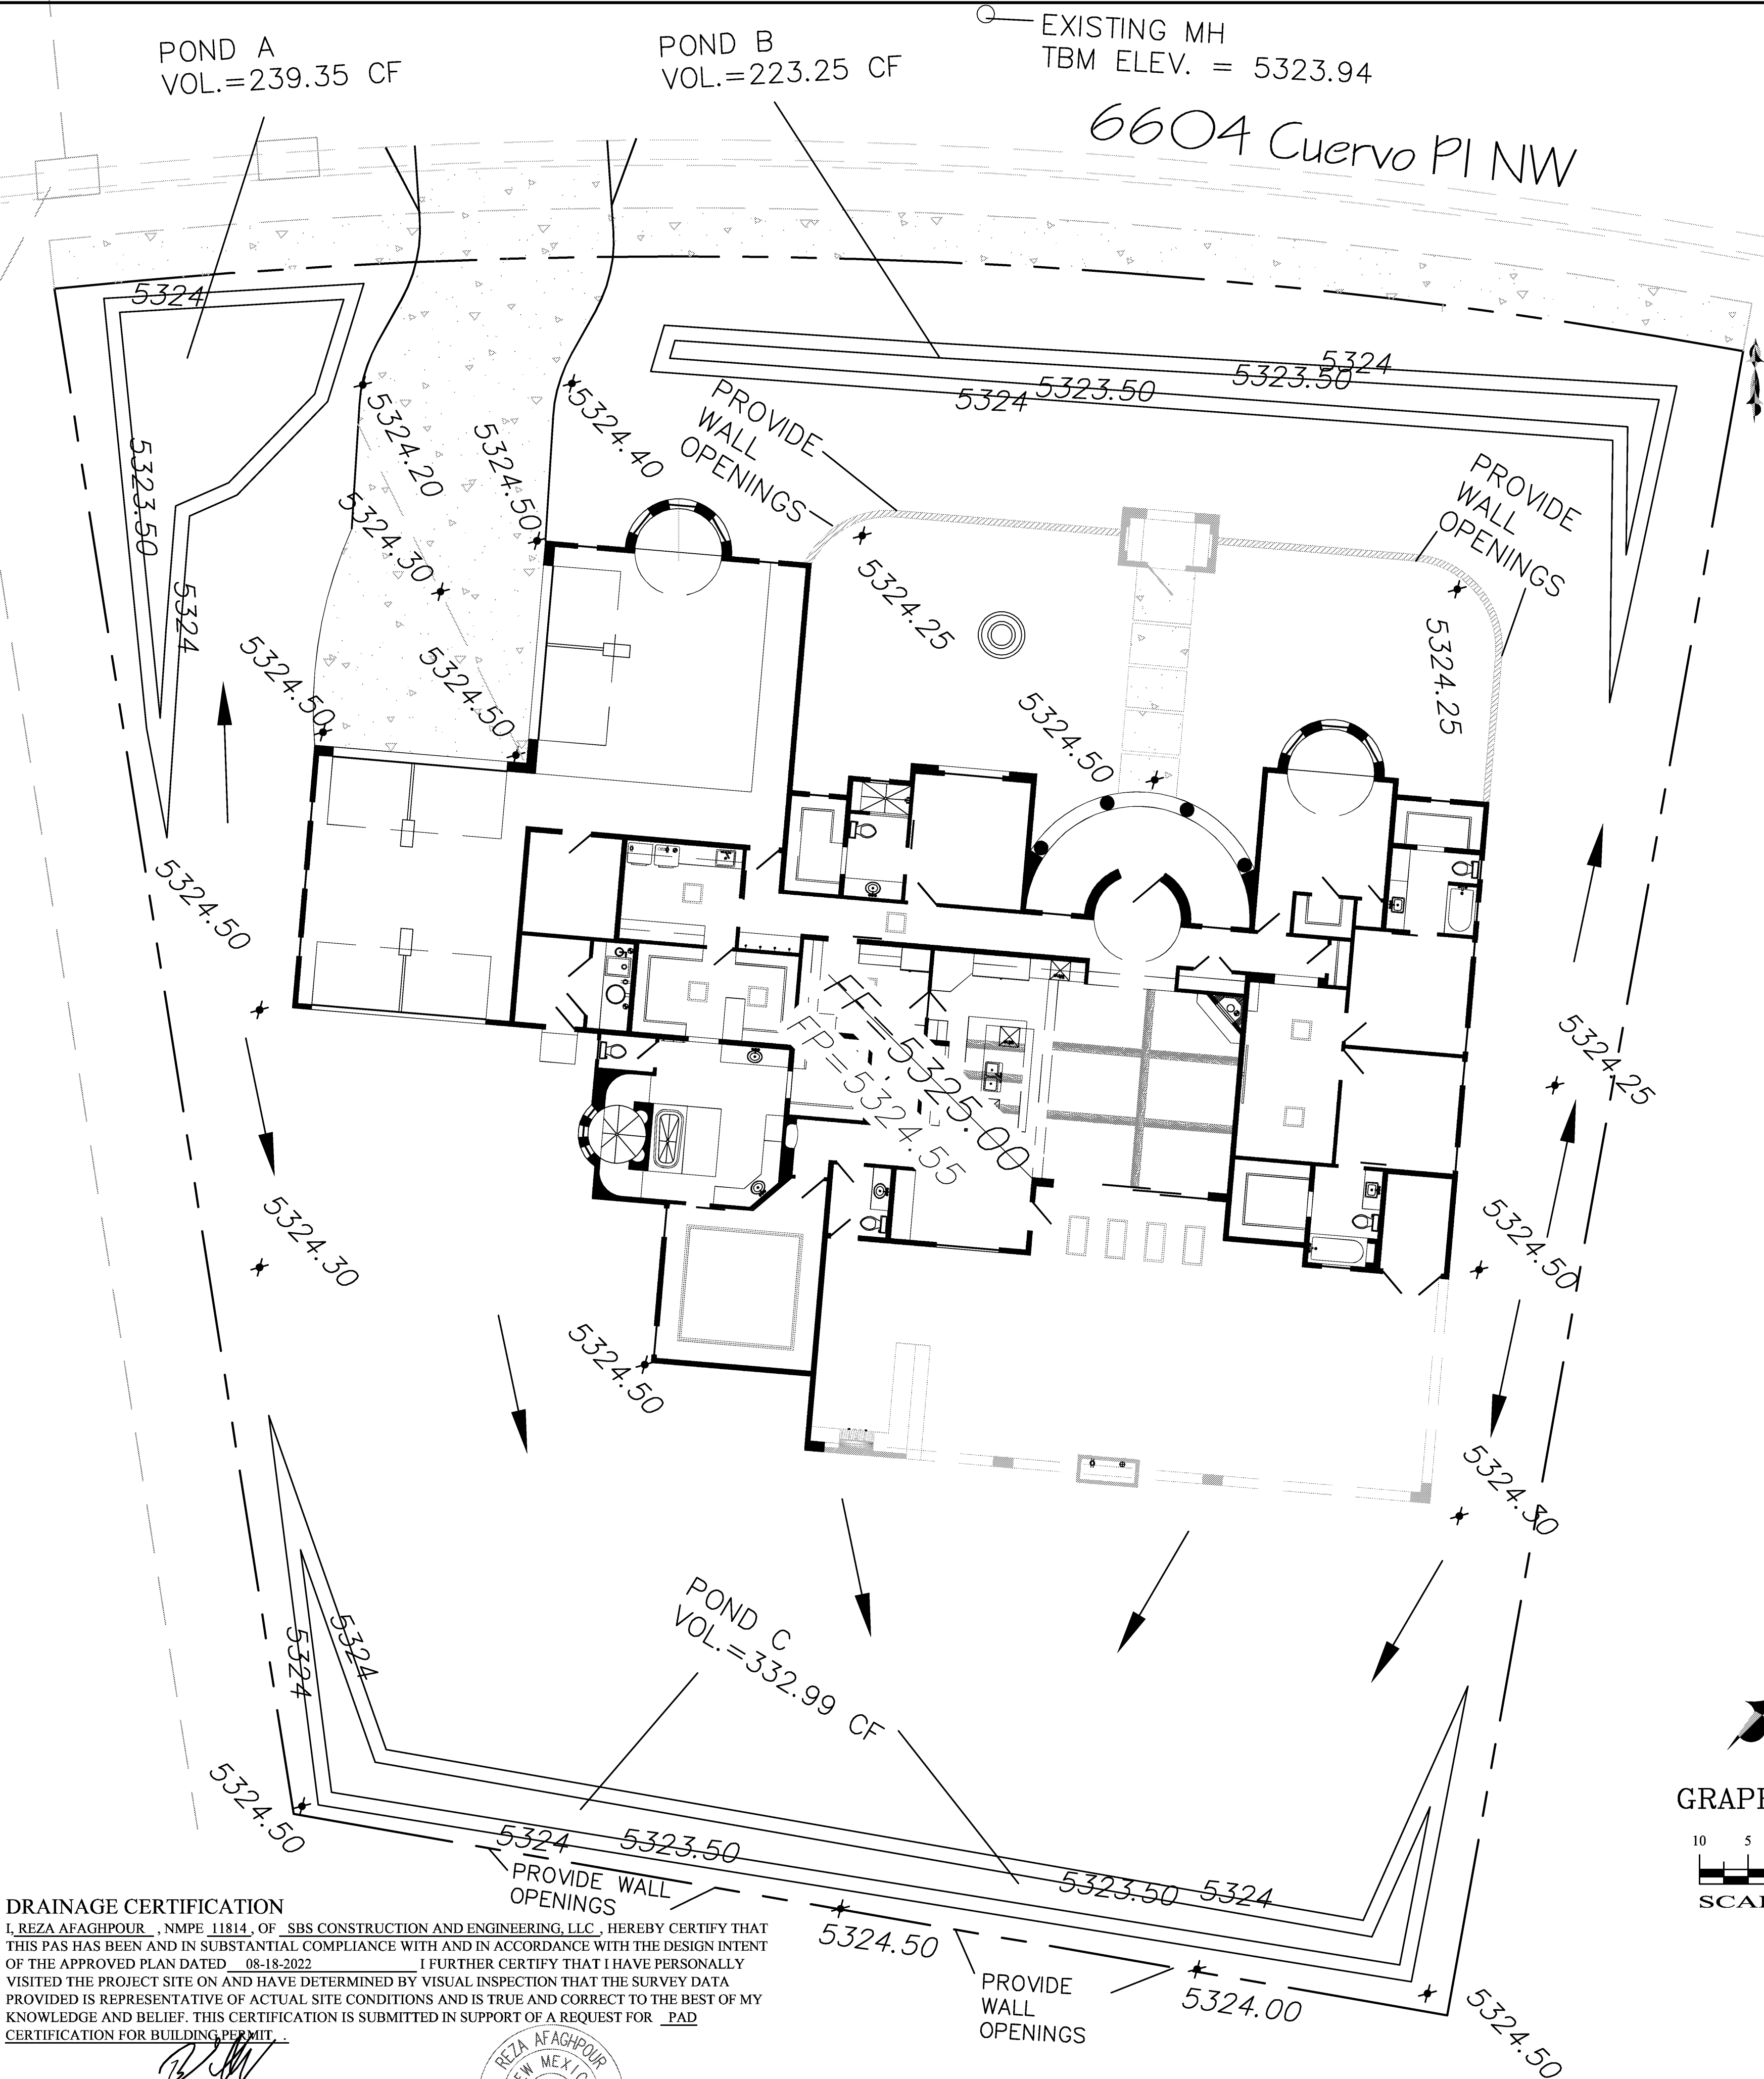 EXISTING MH
TBM ELEV. = 5323.94
POND A
VOL.=239.35 CF
POND B
VOL.=223.25 CF
6604 Cuervo Pl NW
5324
5324
5323.50
5323.50
5324
5324.20
5324.50
5324.40
PROVIDE
WALL
OPENINGS
PROVIDE
WALL
OPENINGS
5323.50
5324.30
5324
5324.25
5324.25
5324.50
5324.50
5324.50
5324.50
FF=5325.00
FP=5324.55
5324.25
5324.30
5324.50
5324.50
5324.30
POND C
VOL.=332.99 CF
5324
5324
5324.50
5324
5323.50
5323.50
5324
PROVIDE WALL
OPENINGS
5324.50
PROVIDE
WALL
OPENINGS
5324.00
5324.50
GRAPH
10 5
SCAL
DRAINAGE CERTIFICATION
I, REZA AFAGHPOUR , NMPE 11814 , OF SBS CONSTRUCTION AND ENGINEERING, LLC , HEREBY CERTIFY THAT
THIS PAS HAS BEEN AND IN SUBSTANTIAL COMPLIANCE WITH AND IN ACCORDANCE WITH THE DESIGN INTENT
OF THE APPROVED PLAN DATED 08-18-2022 I FURTHER CERTIFY THAT I HAVE PERSONALLY
VISITED THE PROJECT SITE ON AND HAVE DETERMINED BY VISUAL INSPECTION THAT THE SURVEY DATA
PROVIDED IS REPRESENTATIVE OF ACTUAL SITE CONDITIONS AND IS TRUE AND CORRECT TO THE BEST OF MY
KNOWLEDGE AND BELIEF. THIS CERTIFICATION IS SUBMITTED IN SUPPORT OF A REQUEST FOR PAD
CERTIFICATION FOR BUILDING PERMIT, .
REZA AFAGHPOUR
NEW MEXICO